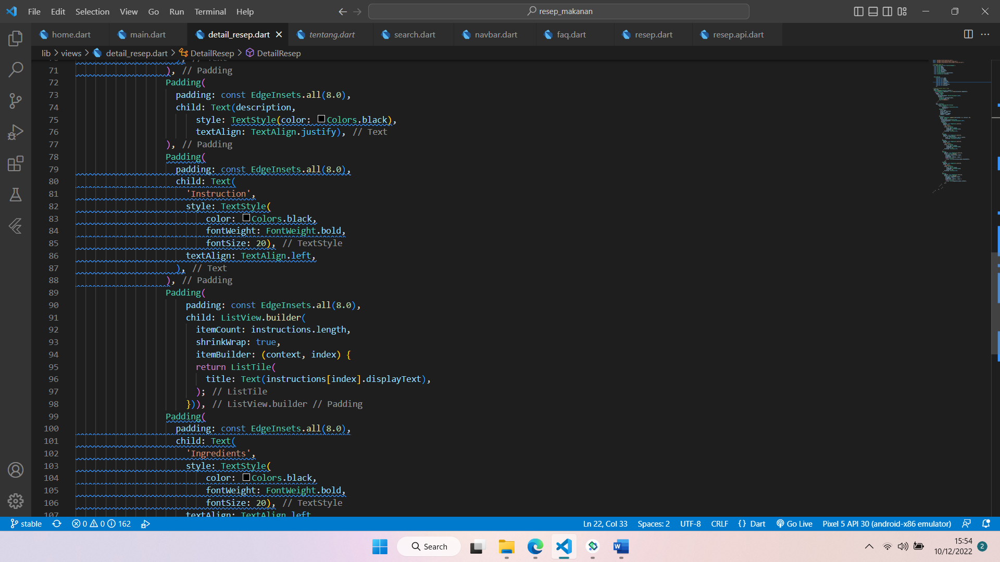 File Edit Selection View Go Run Terminal Help
resep_makanan
home.dart main.dart detail_resep.dart tentang.dart search.dart navbar.dart faq.dart resep.dart resep.api.dart
lib > views > detail_resep.dart > DetailResep > DetailResep
71 ), // Padding
72 Padding(
73 padding: const EdgeInsets.all(8.0),
74 child: Text(description,
75 style: TextStyle(color: Colors.black),
76 textAlign: TextAlign.justify), // Text
77 ), // Padding
78 Padding(
79 padding: const EdgeInsets.all(8.0),
80 child: Text(
81 'Instruction',
82 style: TextStyle(
83 color: Colors.black,
84 fontWeight: FontWeight.bold,
85 fontSize: 20), // TextStyle
86 textAlign: TextAlign.left,
87 ), // Text
88 ), // Padding
89 Padding(
90 padding: const EdgeInsets.all(8.0),
91 child: ListView.builder(
92 itemCount: instructions.length,
93 shrinkWrap: true,
94 itemBuilder: (context, index) {
95 return ListTile(
96 title: Text(instructions[index].displayText),
97 ); // ListTile
98 })), // ListView.builder // Padding
99 Padding(
100 padding: const EdgeInsets.all(8.0),
101 child: Text(
102 'Ingredients',
103 style: TextStyle(
104 color: Colors.black,
105 fontWeight: FontWeight.bold,
106 fontSize: 20), // TextStyle
107 textAlign: TextAlign.left
stable 0 0 162 Ln 22, Col 33 Spaces: 2 UTF-8 CRLF {} Dart Go Live Pixel 5 API 30 (android-x86 emulator)
Search
15:54
10/12/2022 2